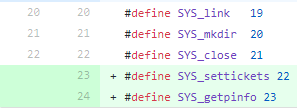 20 20 #define SYS_link 19
21 21 #define SYS_mkdir 20
22 22 #define SYS_close 21
23 + #define SYS_settickets 22
24 + #define SYS_getpinfo 23